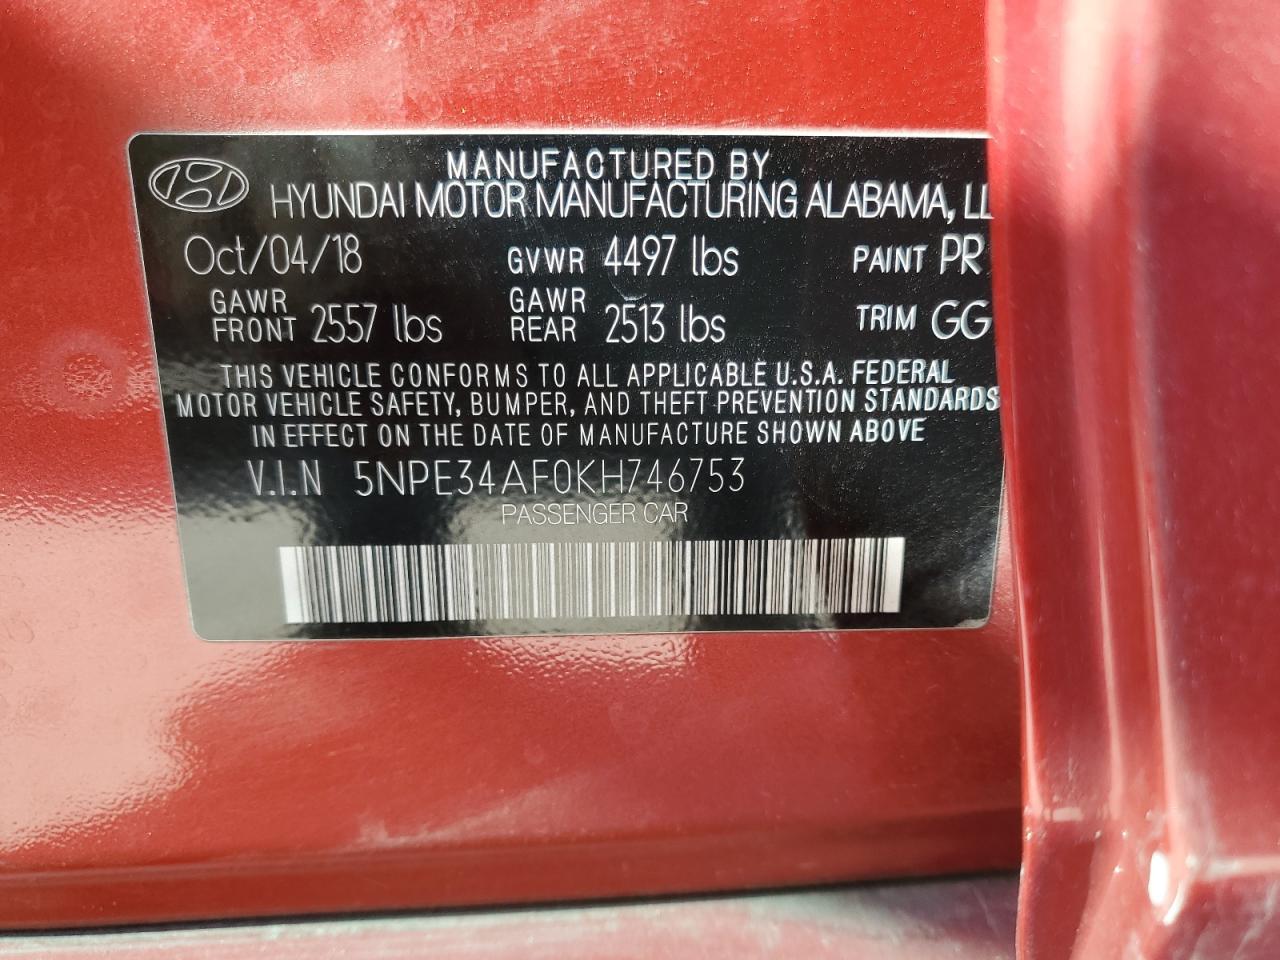 MANUFACTURED BY
HYUNDAI MOTOR MANUFACTURING ALABAMA,
Oct/04/18 GVWR 4497 lbs PAINT PR
GAWR FRONT 2557 lbs GAWR REAR 2513 lbs TRIM GG
THIS VEHICLE CONFORMS TO ALL APPLICABLE U.S.A. FEDERAL
MOTOR VEHICLE SAFETY, BUMPER, AND THEFT PREVENTION STANDARDS
IN EFFECT ON THE DATE OF MANUFACTURE SHOWN ABOVE
V.I.N 5NPE34AF0KH746753
PASSENGER CAR